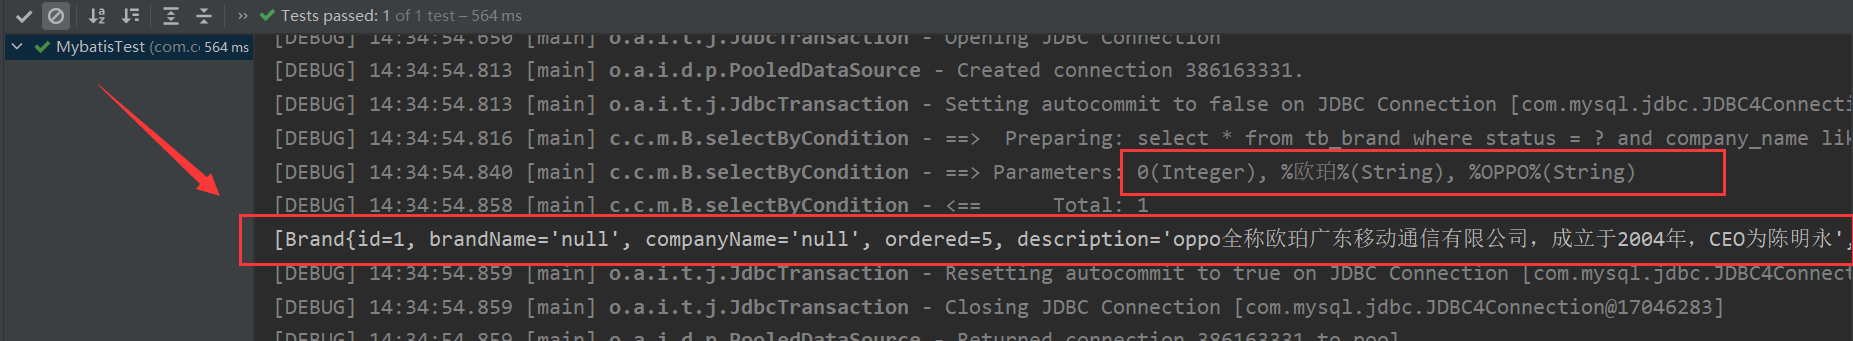 Tests passed: 1 of 1 test – 564 ms
MybatisTest (com.c 564 ms
[DEBUG] 14:34:54.650 [main] o.a.i.t.j.JdbcTransaction - Opening JDBC Connection
[DEBUG] 14:34:54.813 [main] o.a.i.d.p.PooledDataSource - Created connection 386163331.
[DEBUG] 14:34:54.813 [main] o.a.i.t.j.JdbcTransaction - Setting autocommit to false on JDBC Connection [com.mysql.jdbc.JDBC4Connecti
[DEBUG] 14:34:54.816 [main] c.c.m.B.selectByCondition - ==>  Preparing: select * from tb_brand where status = ? and company_name lik
[DEBUG] 14:34:54.840 [main] c.c.m.B.selectByCondition - ==> Parameters: 0(Integer), %欧珀%(String), %OPPO%(String)
[DEBUG] 14:34:54.858 [main] c.c.m.B.selectByCondition - <==      Total: 1
[Brand{id=1, brandName='null', companyName='null', ordered=5, description='oppo全称欧珀广东移动通信有限公司，成立于2004年，CEO为陈明永',
[DEBUG] 14:34:54.859 [main] o.a.i.t.j.JdbcTransaction - Resetting autocommit to true on JDBC Connection [com.mysql.jdbc.JDBC4Connect
[DEBUG] 14:34:54.859 [main] o.a.i.t.j.JdbcTransaction - Closing JDBC Connection [com.mysql.jdbc.JDBC4Connection@17046283]
[DEBUG] 14:34:54.859 [main] o.a.i.d.p.PooledDataSource - Returned connection 386163331 to pool